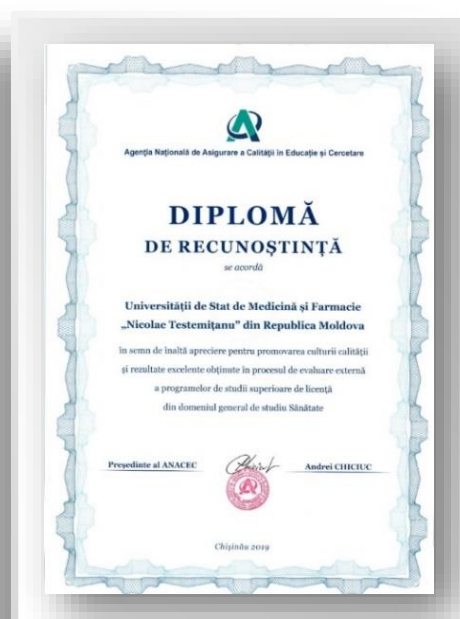 Agenția Națională de Asigurare a Calității în Educație și Cercetare
DIPLOMĂ
DE RECUNOȘTINȚĂ
se acordă
Universității de Stat de Medicină și Farmacie
„Nicolae Testemițanu” din Republica Moldova
în semn de înaltă apreciere pentru promovarea culturii calității
și rezultate excelente obținute în procesul de evaluare externă
a programelor de studii superioare de licență
din domeniul general de studiu Sănătate
Președinte al ANACEC Andrei CHICIUC
Chișinău 2019